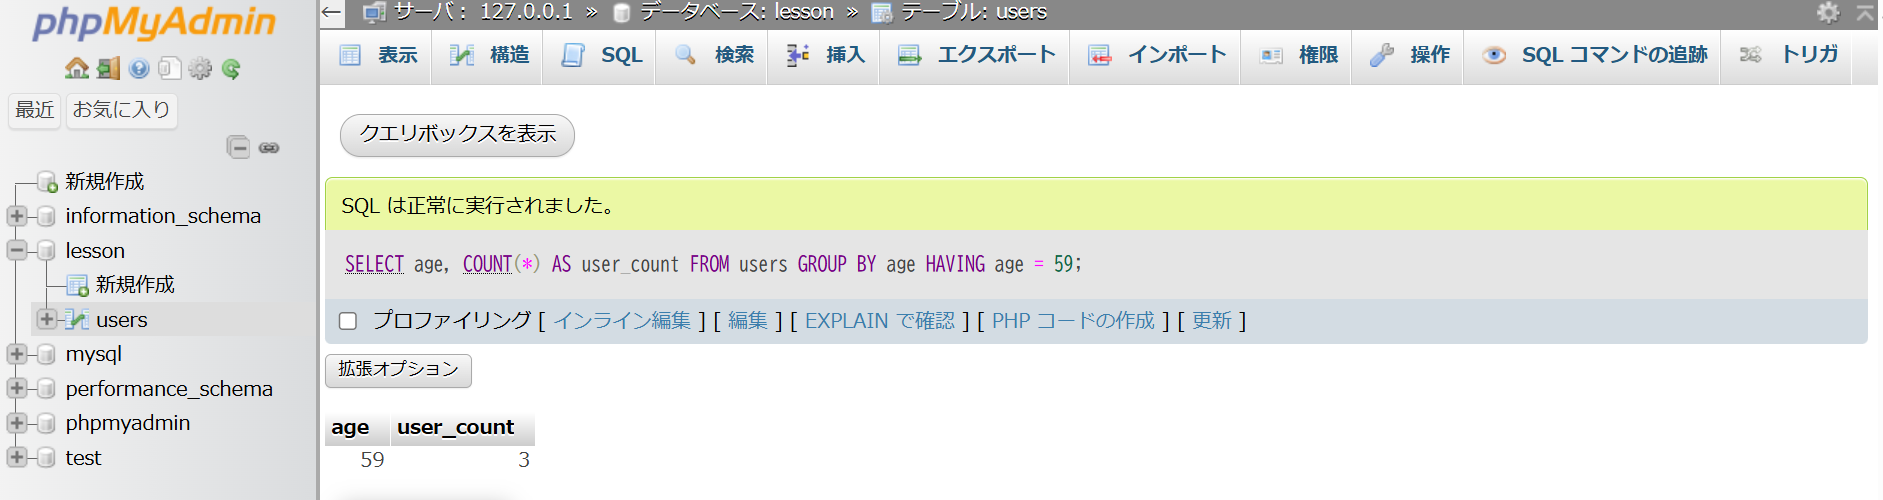 phpMyAdmin
最近 お気に入り
新規作成
information_schema
lesson
新規作成
users
mysql
performance_schema
phpmyadmin
test
サーバ : 127.0.0.1 » データベース: lesson » テーブル: users
表示 構造 SQL 検索 挿入 エクスポート インポート 権限 操作 SQL コマンドの追跡 トリガ
クエリボックスを表示
SQL は正常に実行されました。
SELECT age, COUNT(*) AS user_count FROM users GROUP BY age HAVING age = 59;
プロファイリング [ インライン編集 ] [ 編集 ] [ EXPLAIN で確認 ] [ PHP コードの作成 ] [ 更新 ]
拡張オプション
age user_count
59 3